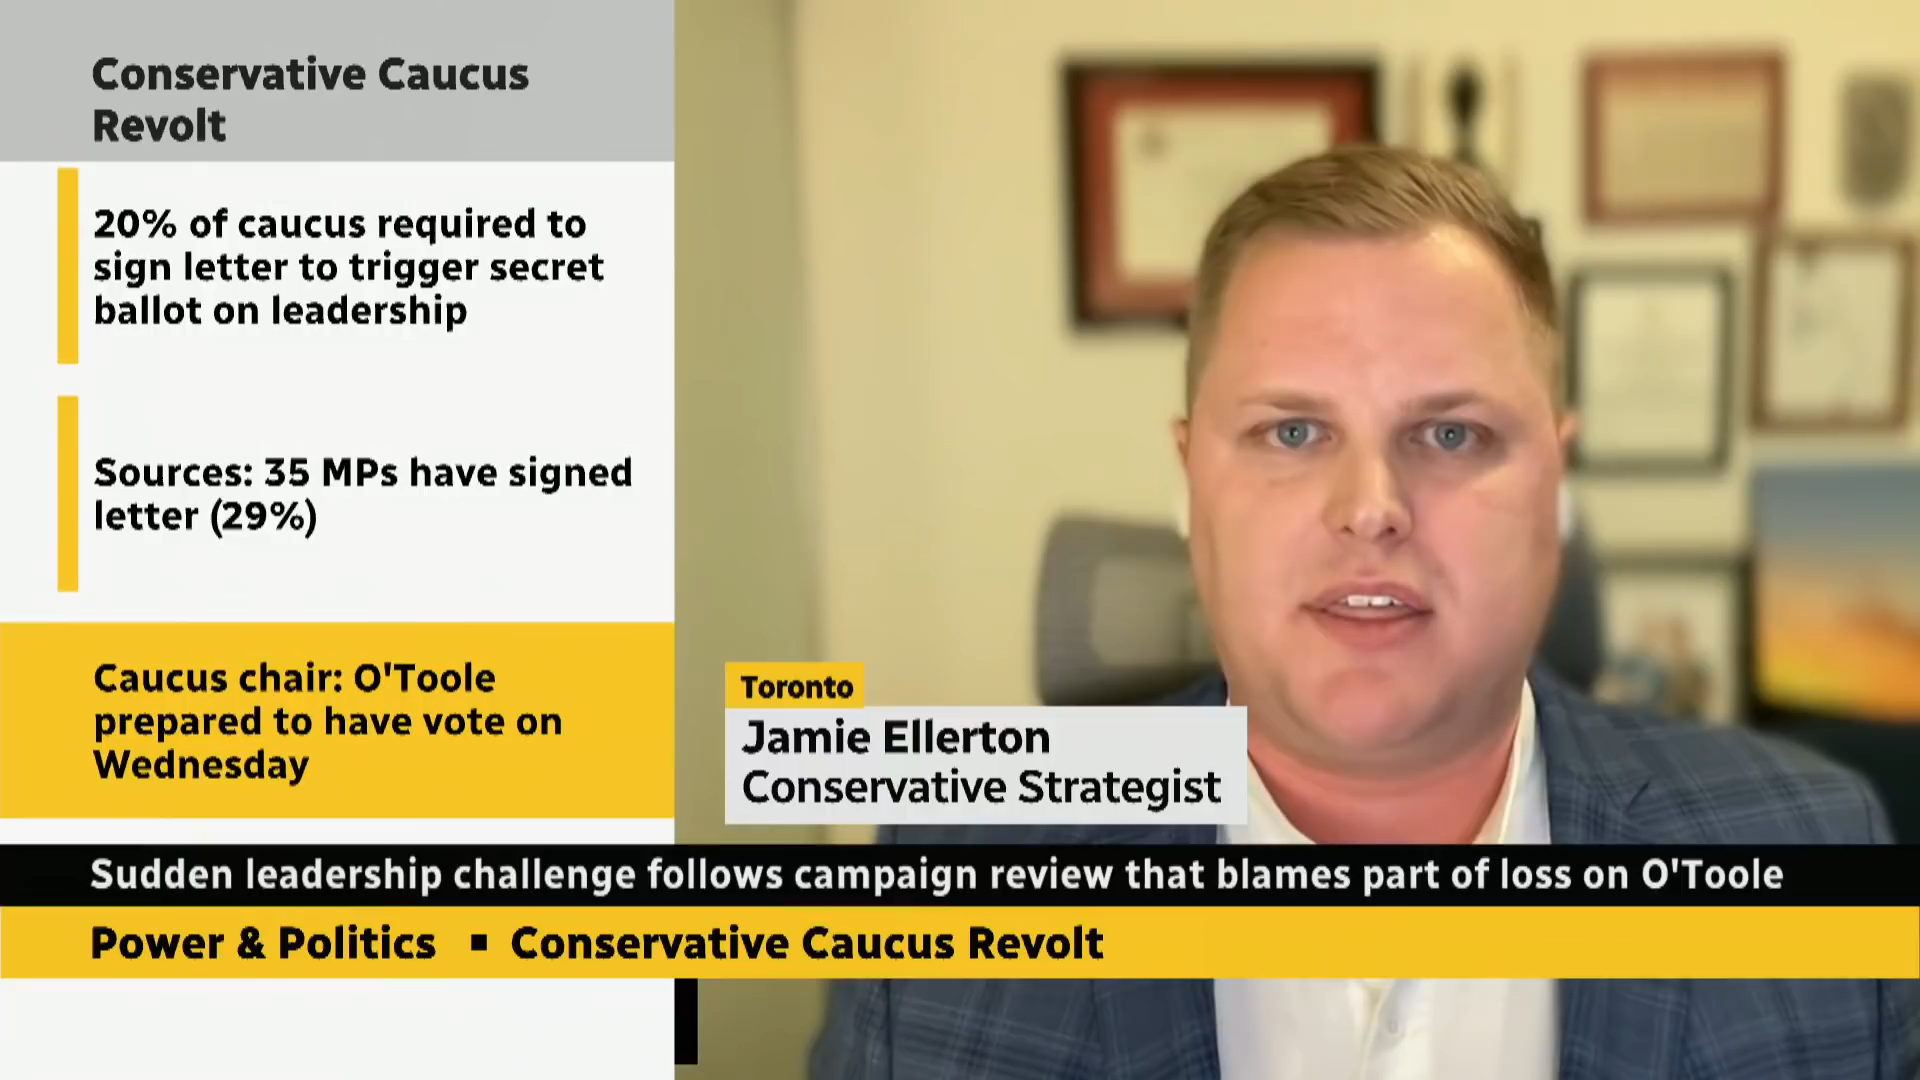 Conservative Caucus
Revolt
20% of caucus required to
sign letter to trigger secret
ballot on leadership
Sources: 35 MPs have signed
letter (29%)
Caucus chair: O'Toole
prepared to have vote on
Wednesday
Toronto
Jamie Ellerton
Conservative Strategist
Sudden leadership challenge follows campaign review that blames part of loss on O'Toole
Power & Politics ▪ Conservative Caucus Revolt